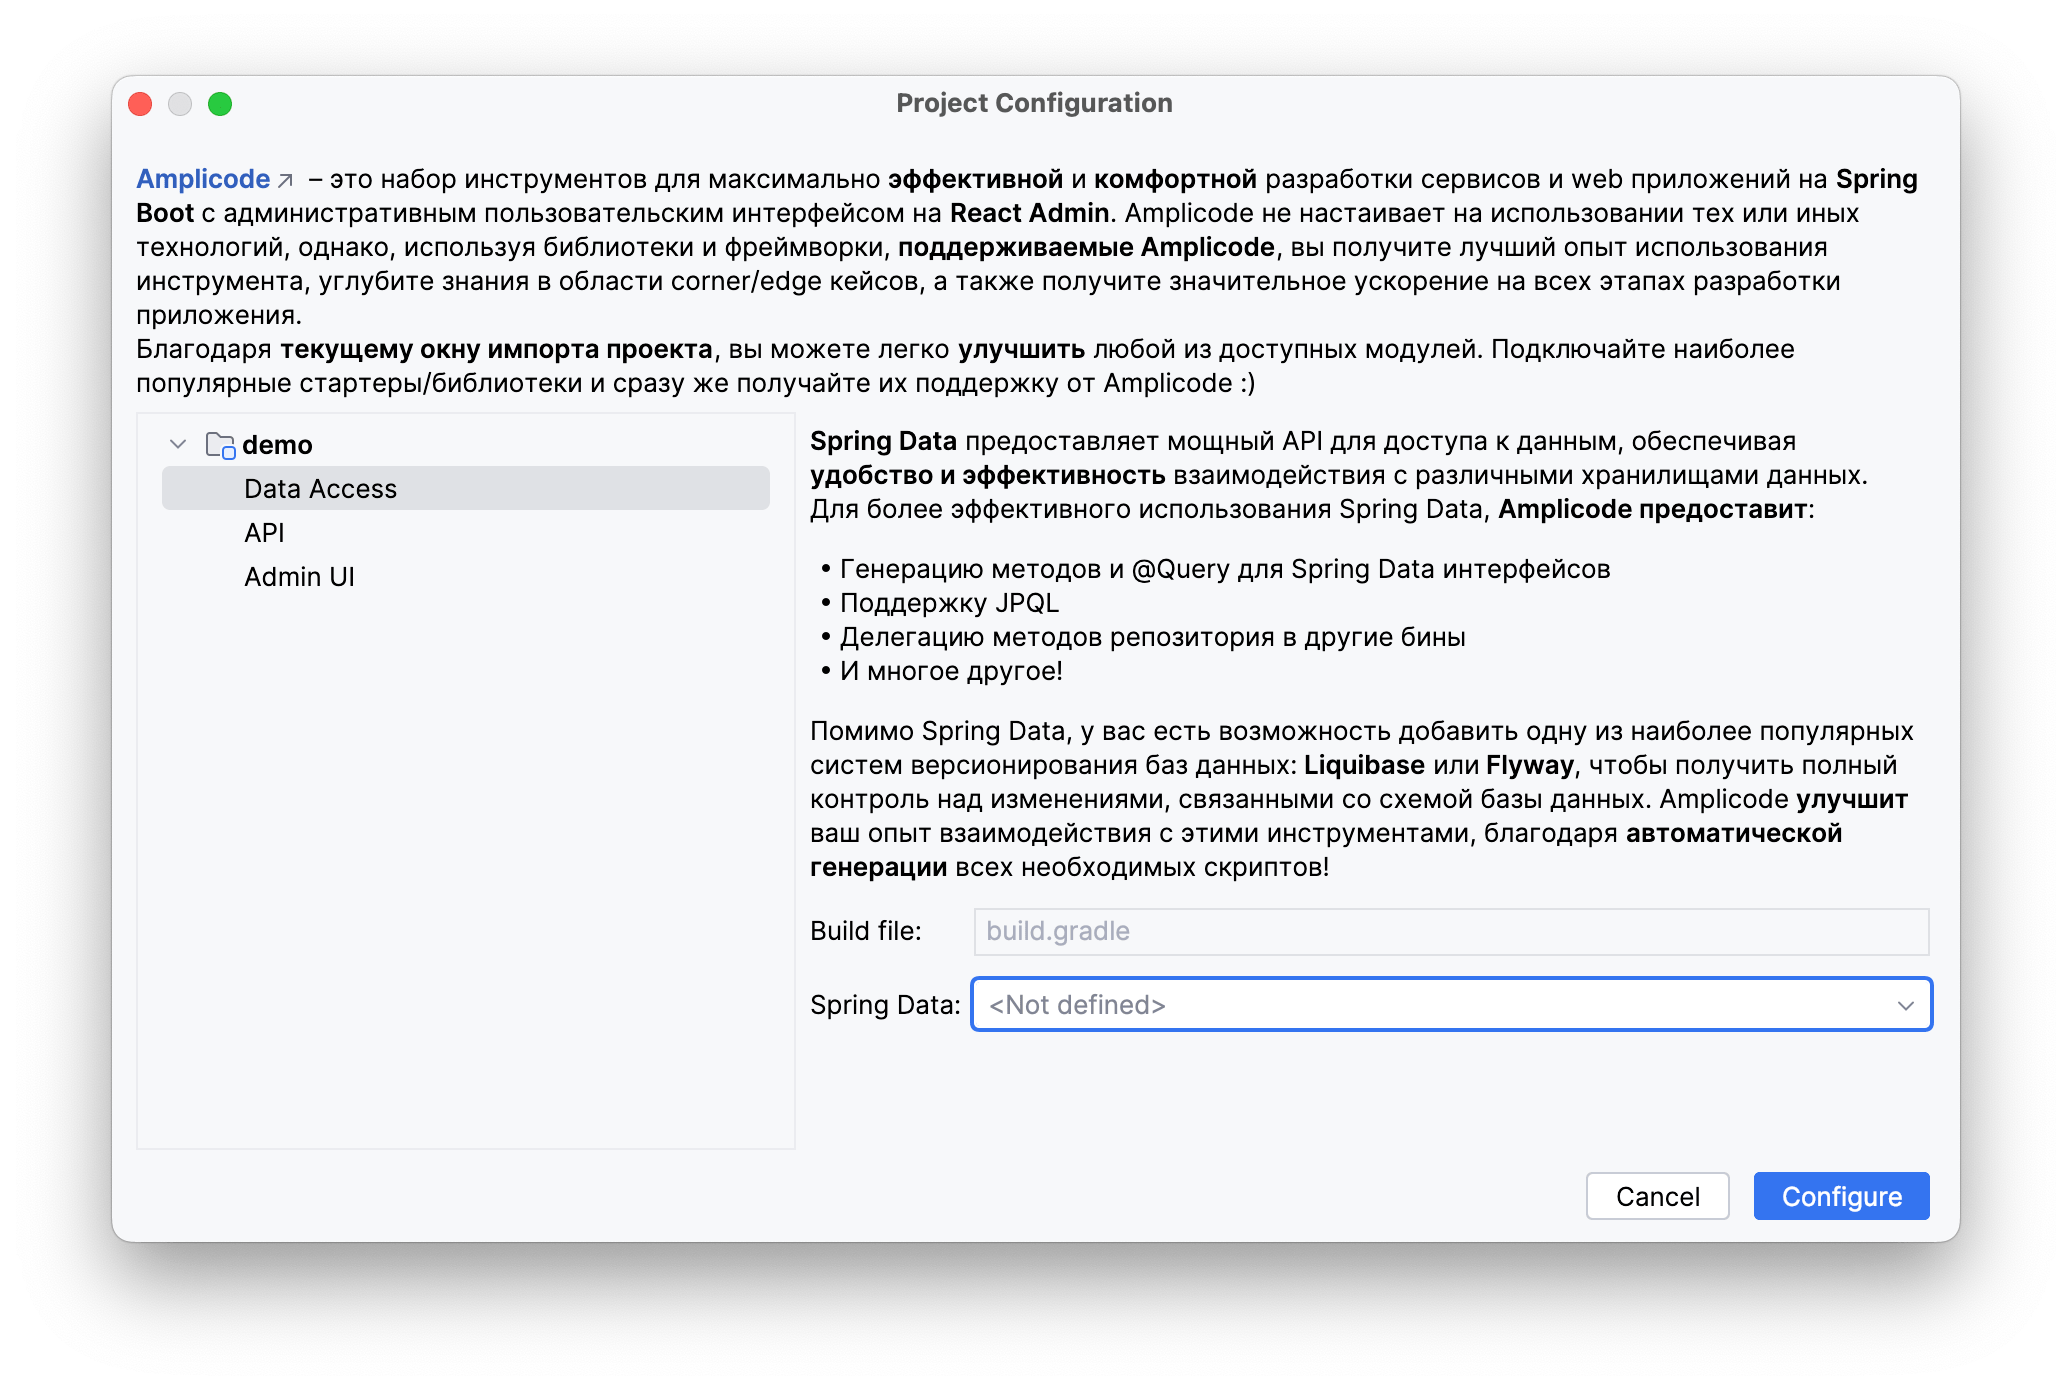 Project Configuration
Amplicode – это набор инструментов для максимально эффективной и комфортной разработки сервисов и web приложений на Spring
Boot с административным пользовательским интерфейсом на React Admin. Amplicode не настаивает на использовании тех или иных
технологий, однако, используя библиотеки и фреймворки, поддерживаемые Amplicode, вы получите лучший опыт использования
инструмента, углубите знания в области corner/edge кейсов, а также получите значительное ускорение на всех этапах разработки
приложения.
Благодаря текущему окну импорта проекта, вы можете легко улучшить любой из доступных модулей. Подключайте наиболее
популярные стартеры/библиотеки и сразу же получайте их поддержку от Amplicode :)
demo
Data Access
API
Admin UI
Spring Data предоставляет мощный API для доступа к данным, обеспечивая
удобство и эффективность взаимодействия с различными хранилищами данных.
Для более эффективного использования Spring Data, Amplicode предоставит:
• Генерацию методов и @Query для Spring Data интерфейсов
• Поддержку JPQL
• Делегацию методов репозитория в другие бины
• И многое другое!
Помимо Spring Data, у вас есть возможность добавить одну из наиболее популярных
систем версионирования баз данных: Liquibase или Flyway, чтобы получить полный
контроль над изменениями, связанными со схемой базы данных. Amplicode улучшит
ваш опыт взаимодействия с этими инструментами, благодаря автоматической
генерации всех необходимых скриптов!
Build file: build.gradle
Spring Data: <Not defined>
Cancel Configure